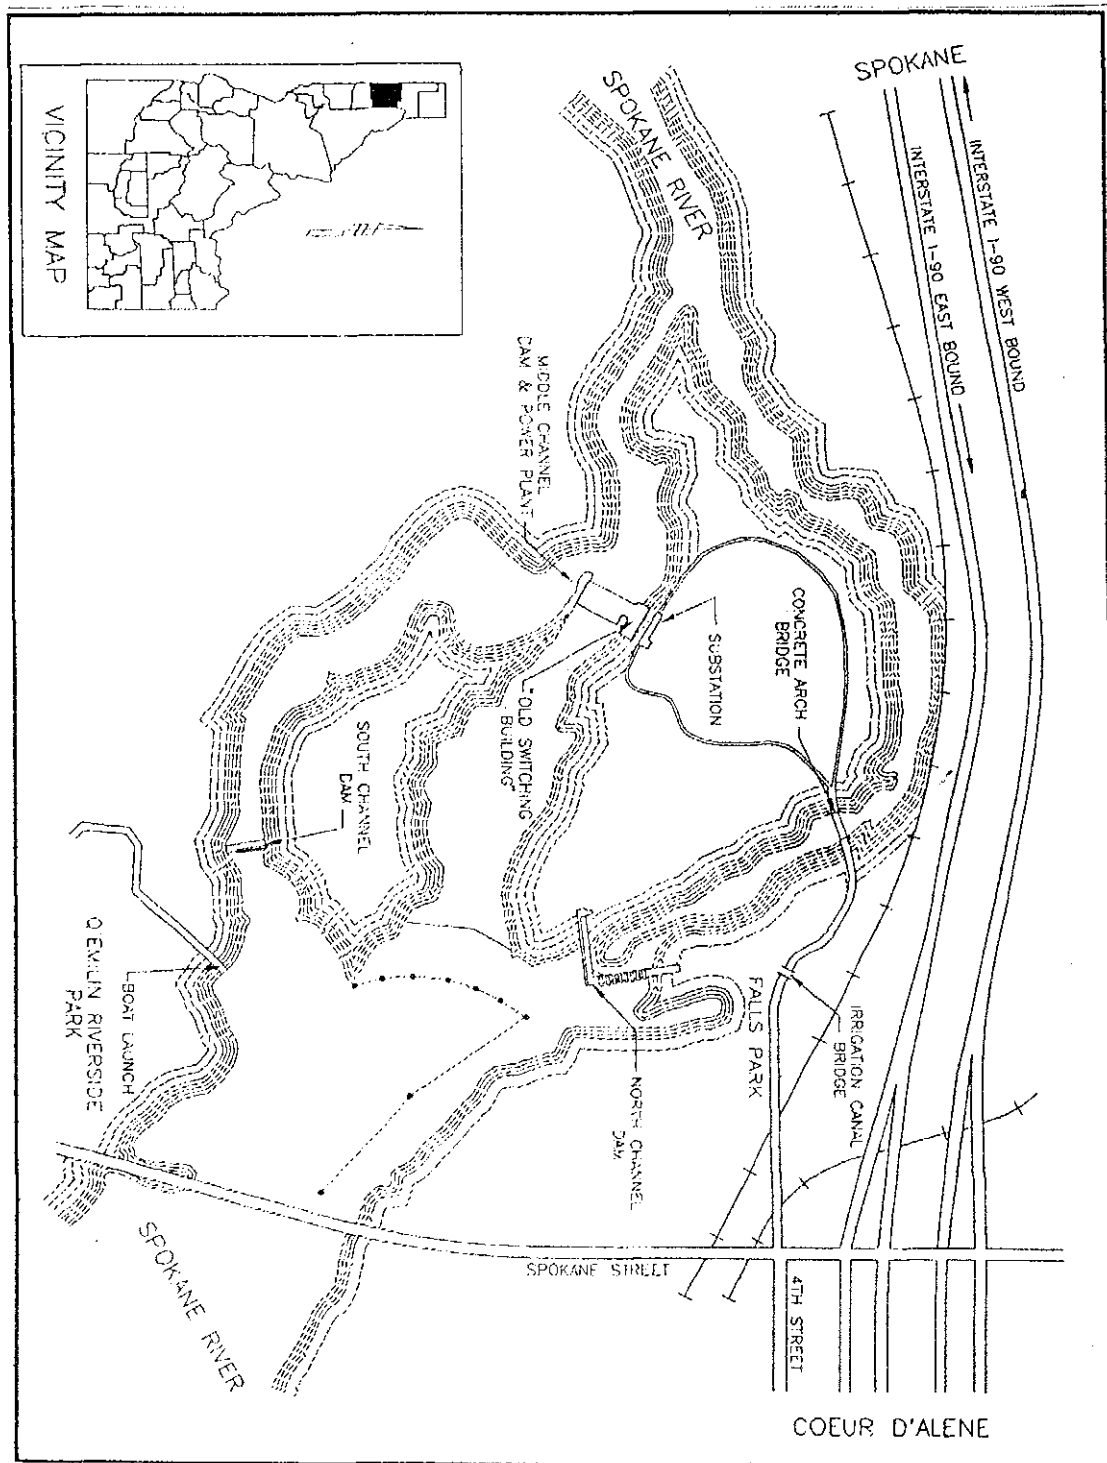 SPOKANE
INTERSTATE I-90 WEST BOUND
INTERSTATE I-90 EAST BOUND
SPOKANE RIVER
VICINITY MAP
MIDDLE CHANNEL
DAM & POWER PLANT
CONCRETE ARCH
BRIDGE
SUBSTATION
"OLD SWITCHING
BUILDING"
SOUTH CHANNEL
DAM
IRRIGATION CANAL
BRIDGE
FALLS PARK
NORTH CHANNEL
DAM
BOAT LAUNCH
Q'EMILIN RIVERSIDE
PARK
SPOKANE STREET
4TH STREET
SPOKANE RIVER
COEUR D'ALENE